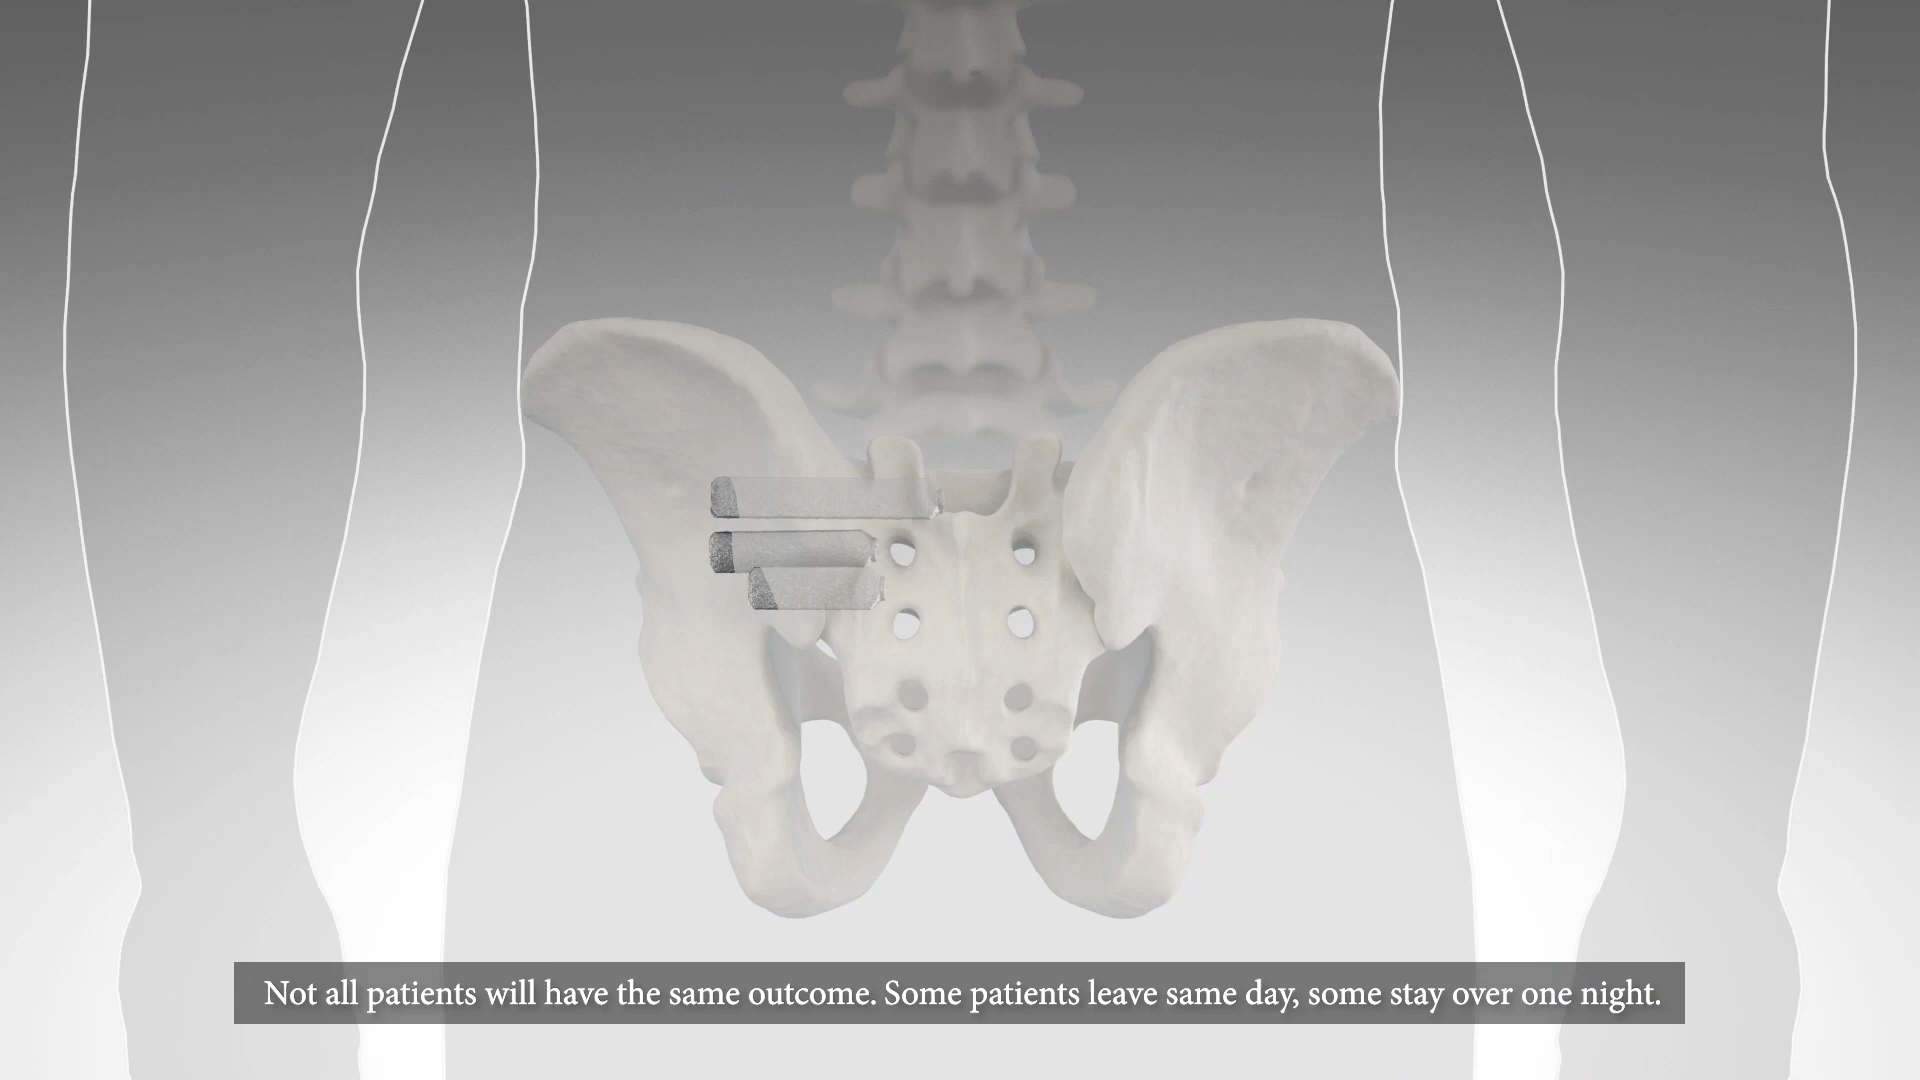 Not all patients will have the same outcome. Some patients leave same day, some stay over one night.